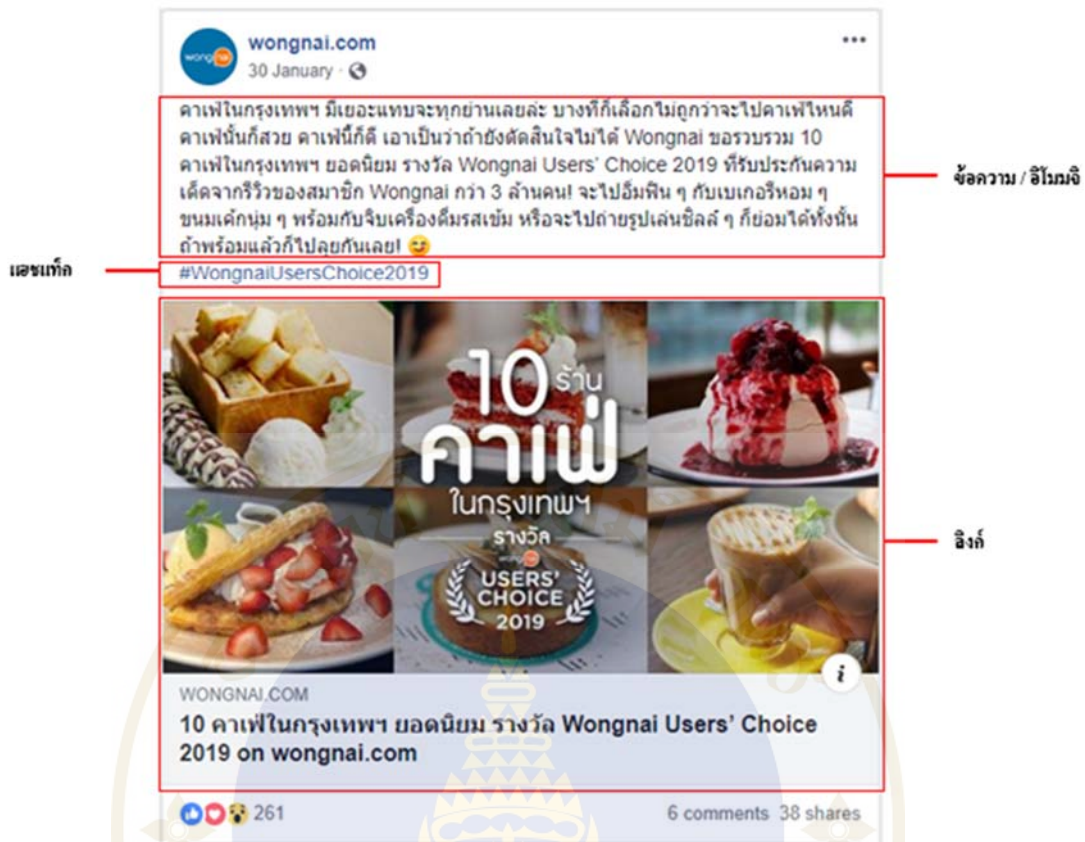 wongnai.com
30 January
คาเฟ่ในกรุงเทพฯ มีเยอะแทบจะทุกย่านเลยล่ะ บางทีก็เลือกไม่ถูกว่าจะไปคาเฟ่ไหนดี
คาเฟ่นั้นก็สวย คาเฟ่นี้ก็ดี เอาเป็นว่าถ้ายังตัดสินใจไม่ได้ Wongnai ขอรวบรวม 10
คาเฟ่ในกรุงเทพฯ ยอดนิยม รางวัล Wongnai Users' Choice 2019 ที่รับประกันความ
เด็ดจากรีวิวของสมาชิก Wongnai กว่า 3 ล้านคน! จะไปอิ่มฟิน ๆ กับเบเกอรีหอม ๆ
ขนมเค้กนุ่ม ๆ พร้อมกับจิบเครื่องดื่มรสเข้ม หรือจะไปถ่ายรูปเล่นชิลล์ ๆ ก็ย่อมได้ทั้งนั้น
ถ้าพร้อมแล้วก็ไปลุยกันเลย! 😋
ข้อความ / อิโมมจิ
แฮชแท็ก
#WongnaiUsersChoice2019
10 ร้าน
คาเฟ่
ในกรุงเทพฯ
รางวัล
wongnai
USERS'
CHOICE
2019
ลิงก์
WONGNAI.COM
10 คาเฟ่ในกรุงเทพฯ ยอดนิยม รางวัล Wongnai Users' Choice
2019 on wongnai.com
261
6 comments 38 shares